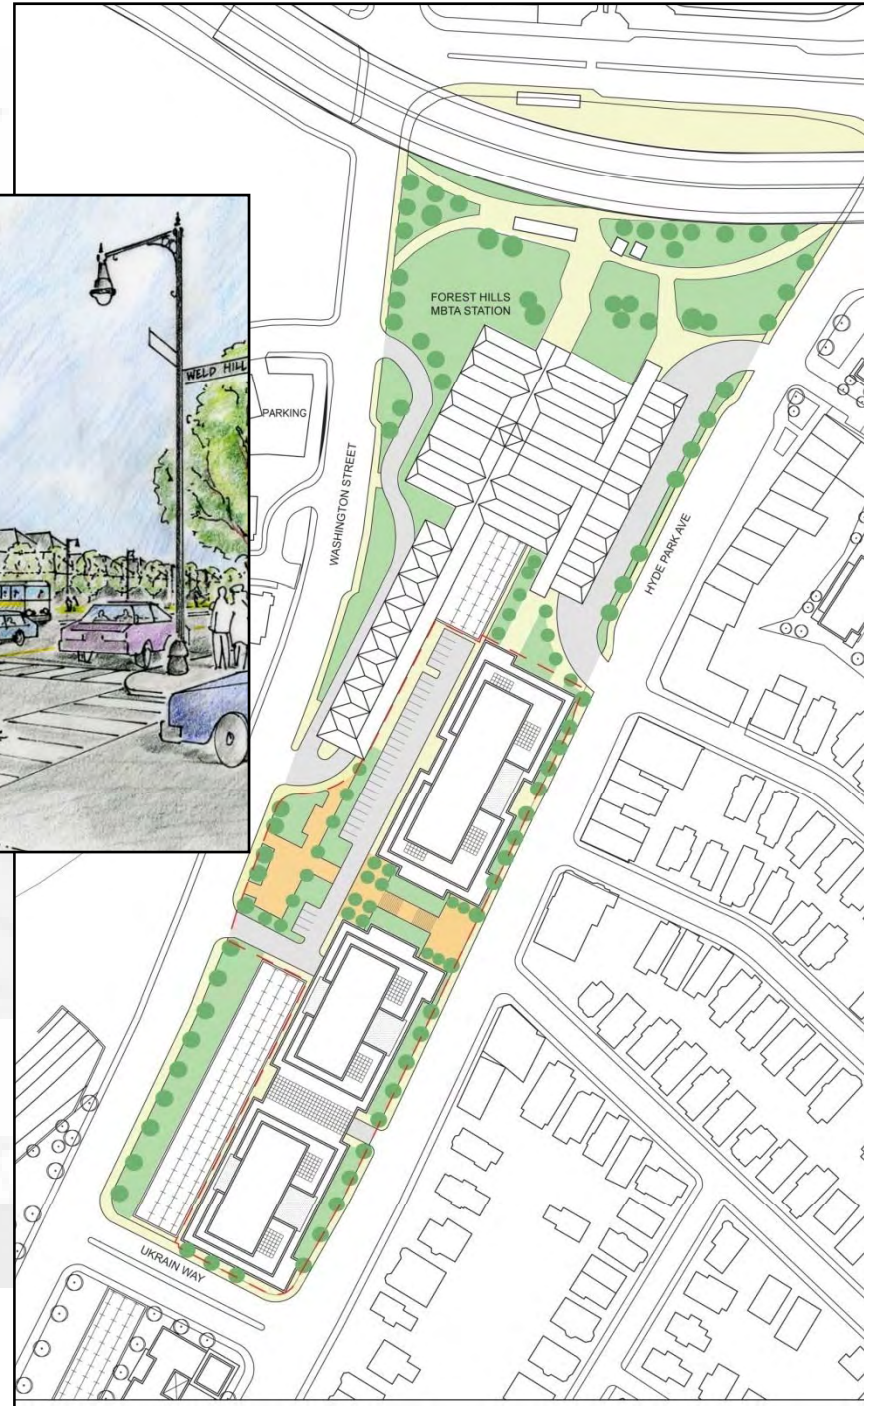 FOREST HILLS
MBTA STATION
WELD HILL
PARKING
WASHINGTON STREET
HYDE PARK AVE
UKRAIN WAY